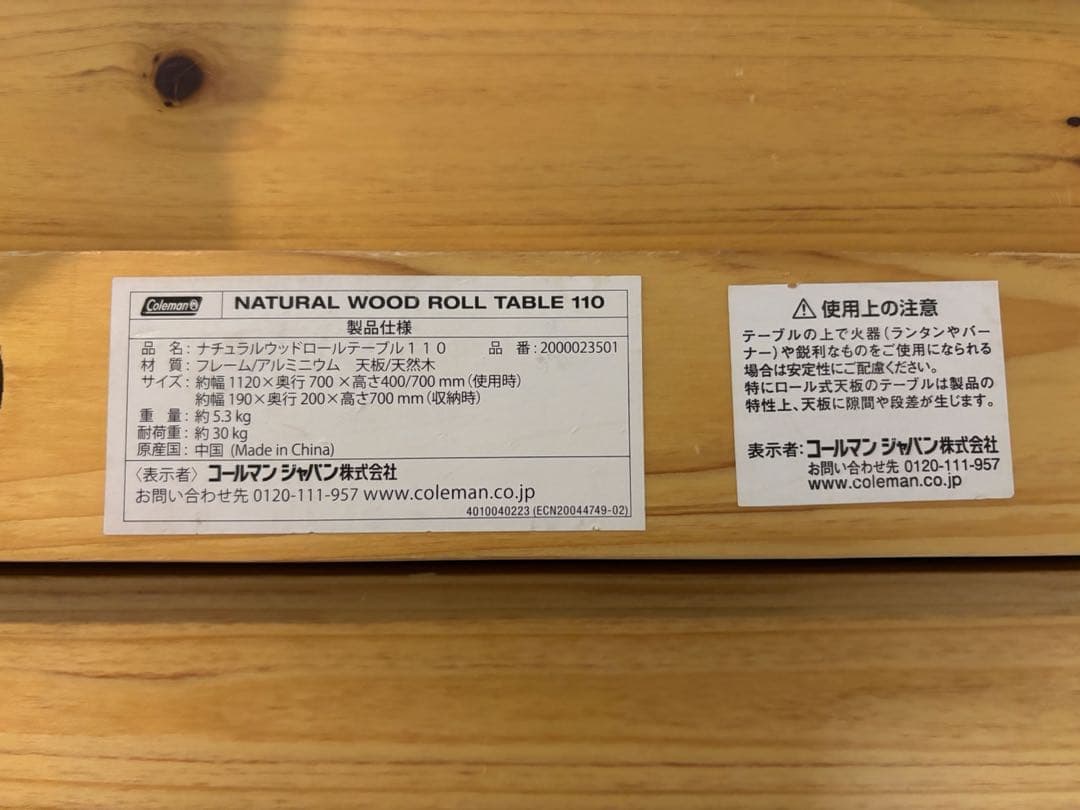 Coleman
NATURAL WOOD ROLL TABLE 110
製品仕様
品 名：ナチュラルウッドロールテーブル１１０ 品 番：2000023501
材 質：フレーム/アルミニウム 天板/天然木
サイズ：約幅 1120×奥行 700 ×高さ400/700 mm（使用時）
約幅 190×奥行 200×高さ700 mm（収納時）
重 量：約 5.3 kg
耐荷重：約 30 kg
原産国：中国 (Made in China)
〈表示者〉コールマン ジャパン株式会社
お問い合わせ先 0120-111-957 www.coleman.co.jp
4010040223 (ECN20044749-02)
⚠ 使用上の注意
テーブルの上で火器（ランタンやバー
ナー）や鋭利なものをご使用になられる
場合は安定性にご配慮ください。
特にロール式天板のテーブルは製品の
特性上、天板に隙間や段差が生じます。
表示者：コールマン ジャパン株式会社
お問い合わせ先 0120-111-957
www.coleman.co.jp